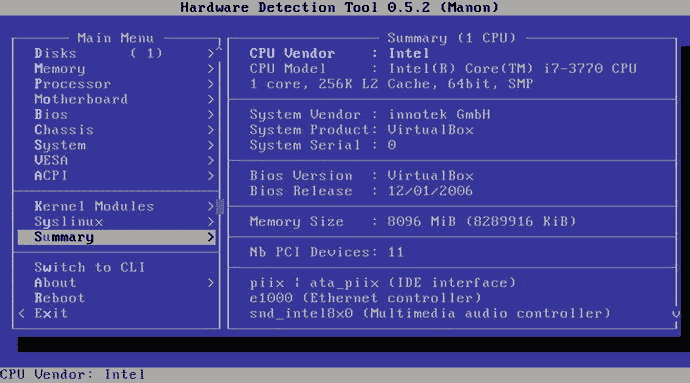 Hardware Detection Tool 0.5.2 (Manon)
Main Menu
Disks ( 1) >
Memory >
Processor >
Motherboard >
Bios >
Chassis >
System >
VESA >
ACPI >
Kernel Modules >
Syslinux >
Summary >
Switch to CLI
About >
Reboot
< Exit
Summary (1 CPU)
CPU Vendor : Intel
CPU Model : Intel(R) Core(TM) i7-3770 CPU
1 core, 256K L2 Cache, 64bit, SMP
System Vendor : innotek GmbH
System Product: VirtualBox
System Serial : 0
Bios Version : VirtualBox
Bios Release : 12/01/2006
Memory Size : 8096 MiB (8289916 KiB)
Nb PCI Devices: 11
piix ¦ ata_piix (IDE interface)
e1000 (Ethernet controller)
snd_intel8x0 (Multimedia audio controller) v
CPU Vendor: Intel